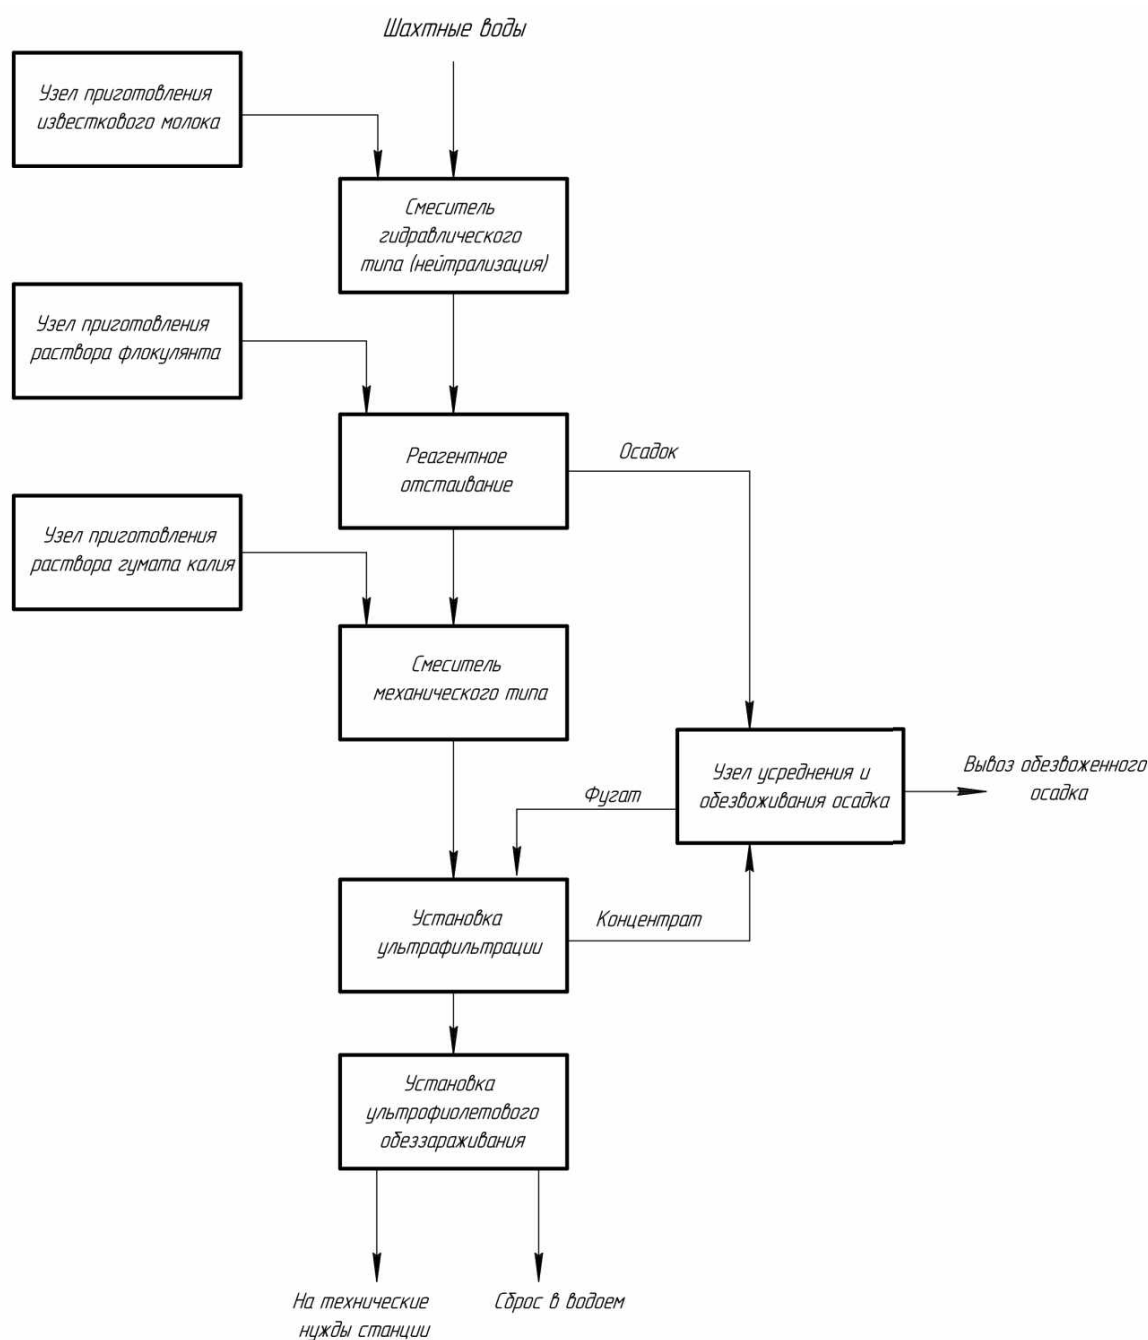 Шахтные воды
Узел приготовления
известкового молока
Смеситель
гидравлического
типа (нейтрализация)
Узел приготовления
раствора флокулянта
Реагентное
отстаивание
Осадок
Узел приготовления
раствора гумата калия
Смеситель
механического типа
Узел усреднения и
обезвоживания осадка
Вывоз обезвоженного
осадка
Фугат
Установка
ультрафильтрации
Концентрат
Установка
ультрофиолетового
обеззараживания
На технические
нужды станции
Сброс в водоем